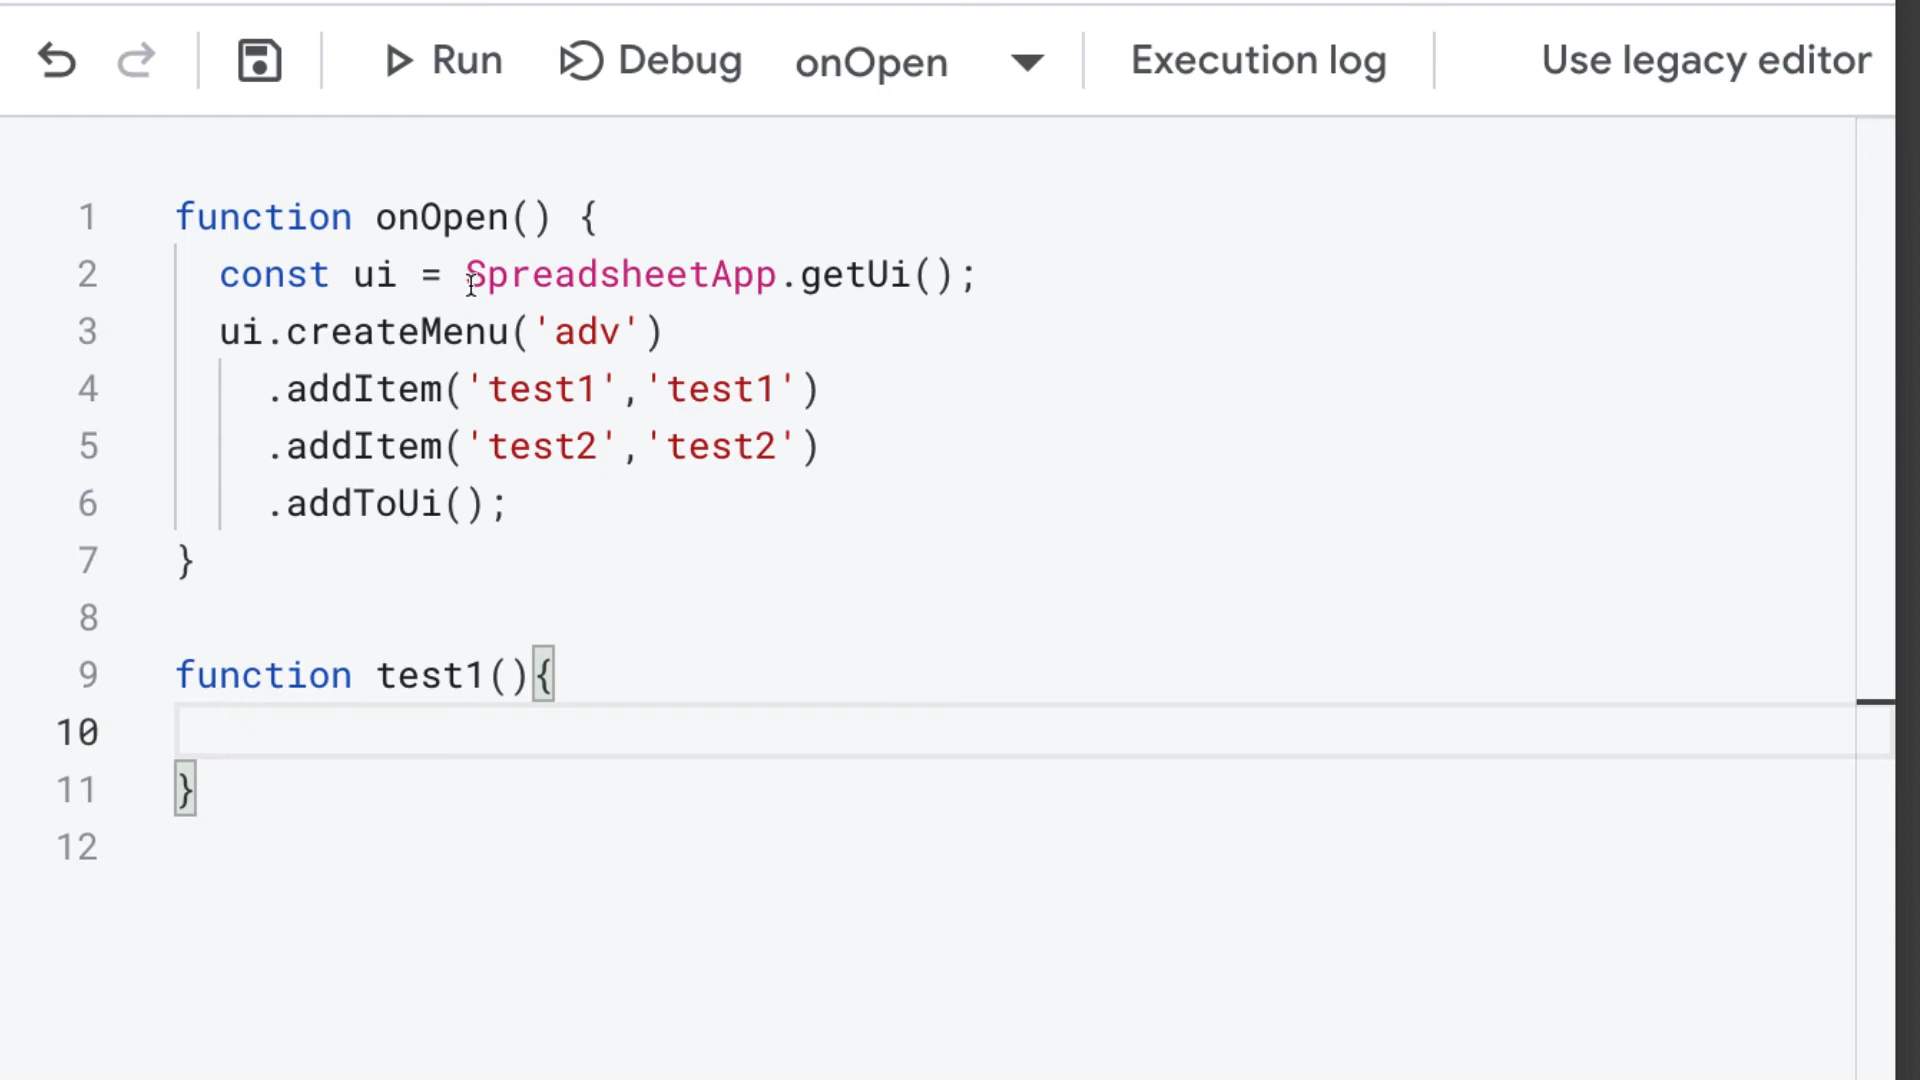 Run Debug onOpen Execution log Use legacy editor
1 function onOpen() {
2 const ui = SpreadsheetApp.getUi();
3 ui.createMenu('adv')
4 .addItem('test1','test1')
5 .addItem('test2','test2')
6 .addToUi();
7 }
8
9 function test1(){
10
11 }
12